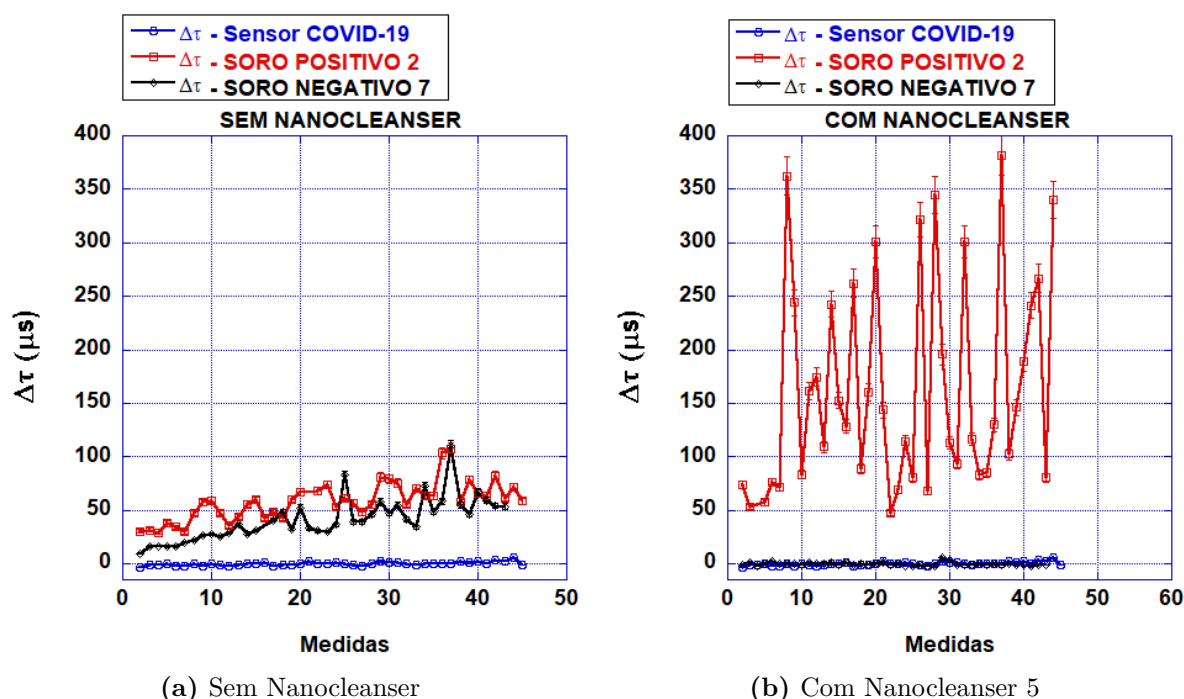 Δτ - Sensor COVID-19
Δτ - SORO POSITIVO 2
Δτ - SORO NEGATIVO 7
SEM NANOCLEANSER
400
350
300
250
200
150
100
50
0
Δτ (μs)
0 10 20 30 40 50
Medidas
(a) Sem Nanocleanser
Δτ - Sensor COVID-19
Δτ - SORO POSITIVO 2
Δτ - SORO NEGATIVO 7
COM NANOCLEANSER
400
350
300
250
200
150
100
50
0
Δτ (μs)
0 10 20 30 40 50 60
Medidas
(b) Com Nanocleanser 5